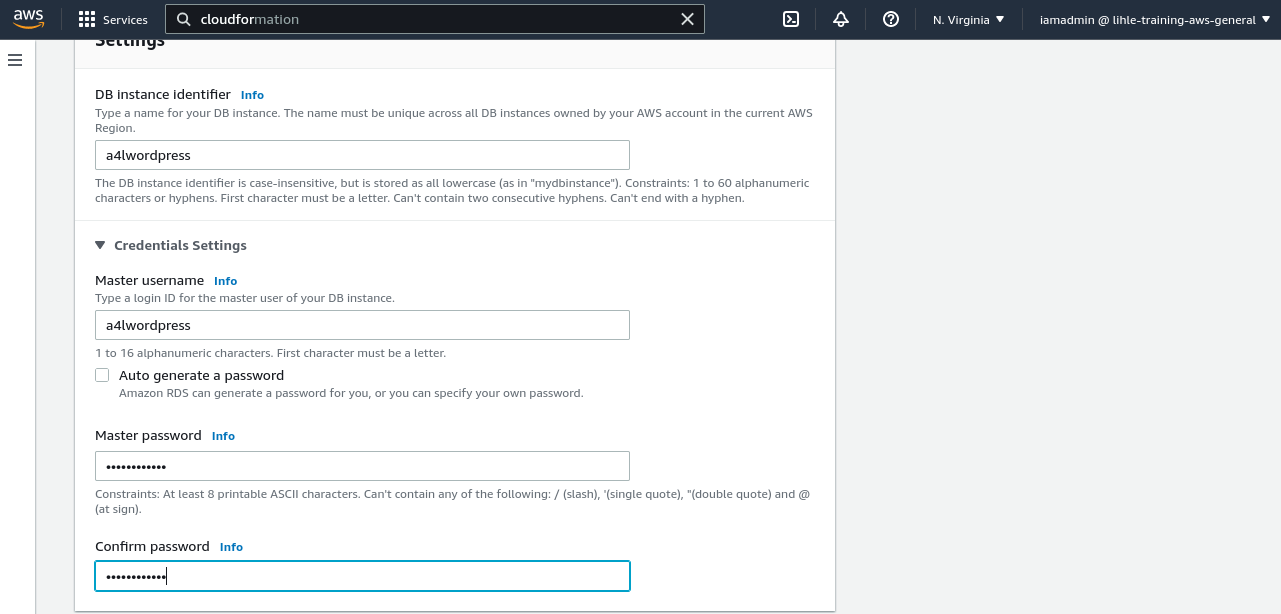 aws Services cloudformation N. Virginia ▼ iamadmin @ lihle-training-aws-general ▼
Settings
DB instance identifier Info
Type a name for your DB instance. The name must be unique across all DB instances owned by your AWS account in the current AWS
Region.
a4lwordpress
The DB instance identifier is case-insensitive, but is stored as all lowercase (as in "mydbinstance"). Constraints: 1 to 60 alphanumeric
characters or hyphens. First character must be a letter. Can't contain two consecutive hyphens. Can't end with a hyphen.
▼ Credentials Settings
Master username Info
Type a login ID for the master user of your DB instance.
a4lwordpress
1 to 16 alphanumeric characters. First character must be a letter.
Auto generate a password
Amazon RDS can generate a password for you, or you can specify your own password.
Master password Info
••••••••••••
Constraints: At least 8 printable ASCII characters. Can't contain any of the following: / (slash), '(single quote), "(double quote) and @
(at sign).
Confirm password Info
••••••••••••